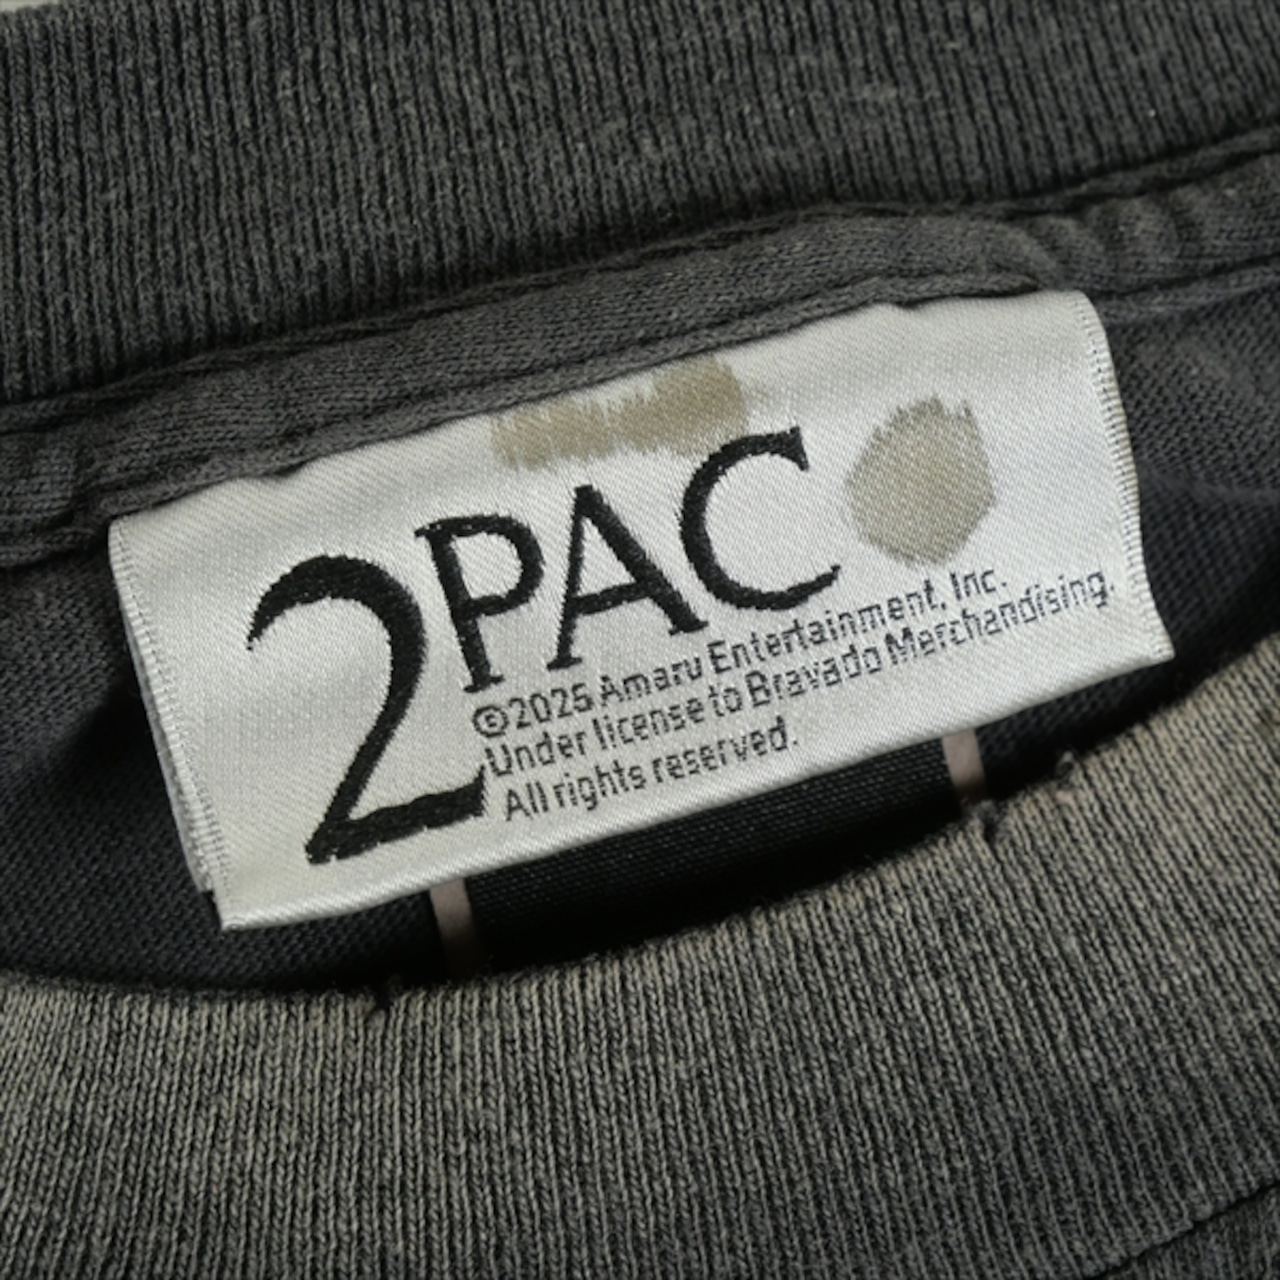 2PAC
©2025 Amaru Entertainment, Inc.
Under license to Bravado Merchandising.
All rights reserved.